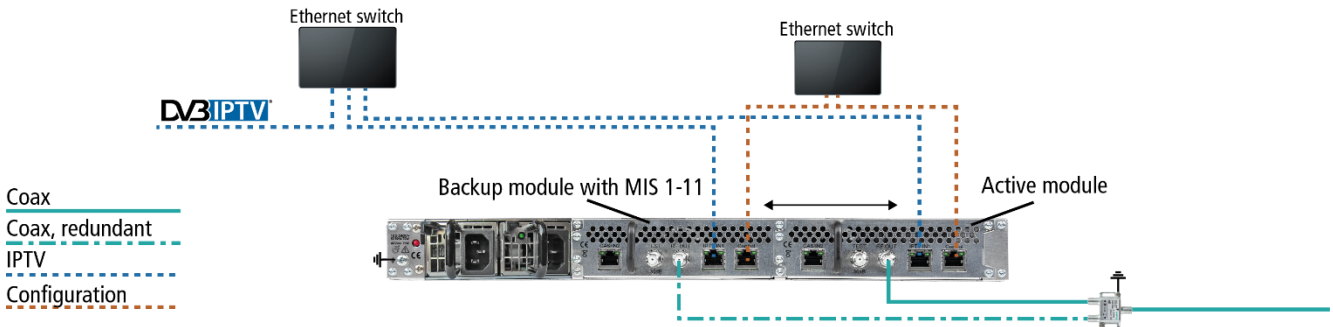 Ethernet switch
Ethernet switch
DVB IPTV
Backup module with MIS 1-11
Active module
Coax
Coax, redundant
IPTV
Configuration